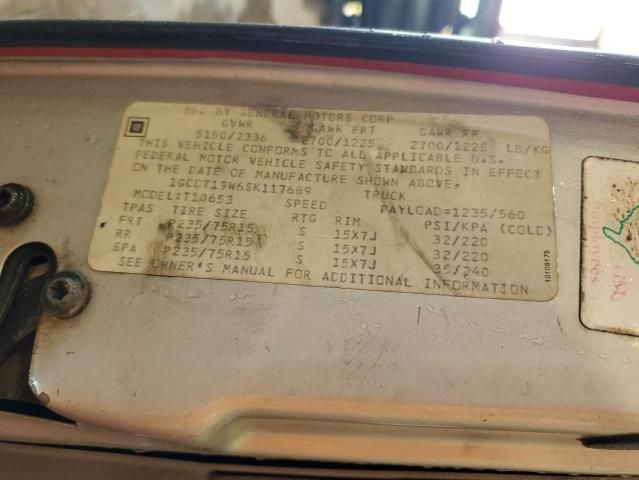 GM
MFD BY GENERAL MOTORS CORP
GVWR GAWR FRT GAWR RR
5150/2336 2700/1225 2700/1225 LB/KG
THIS VEHICLE CONFORMS TO ALL APPLICABLE U.S.
FEDERAL MOTOR VEHICLE SAFETY STANDARDS IN EFFECT
ON THE DATE OF MANUFACTURE SHOWN ABOVE.
1GCDT19W6SK117689 TRUCK
MODEL:T10653 PAYLOAD=1235/560
TPAS TIRE SIZE SPEED RTG RIM PSI/KPA (COLD)
FRT P235/75R15 S 15X7J 32/220
RR P235/75R15 S 15X7J 32/220
SPA P235/75R15 S 15X7J 35/240
SEE OWNER'S MANUAL FOR ADDITIONAL INFORMATION